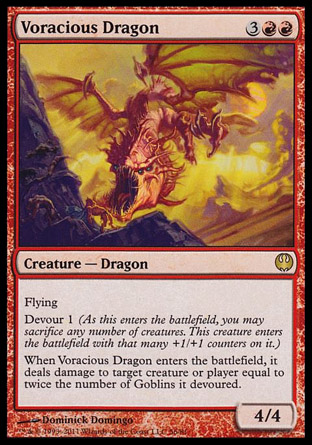 Voracious Dragon 3
Creature — Dragon
Flying
Devour 1 (As this enters the battlefield, you may
sacrifice any number of creatures. This creature
enters the battlefield with that many +1/+1 counters on it.)
When Voracious Dragon enters the battlefield, it
deals damage to target creature or player equal to
twice the number of Goblins it devoured.
Dominick Domingo
4/4